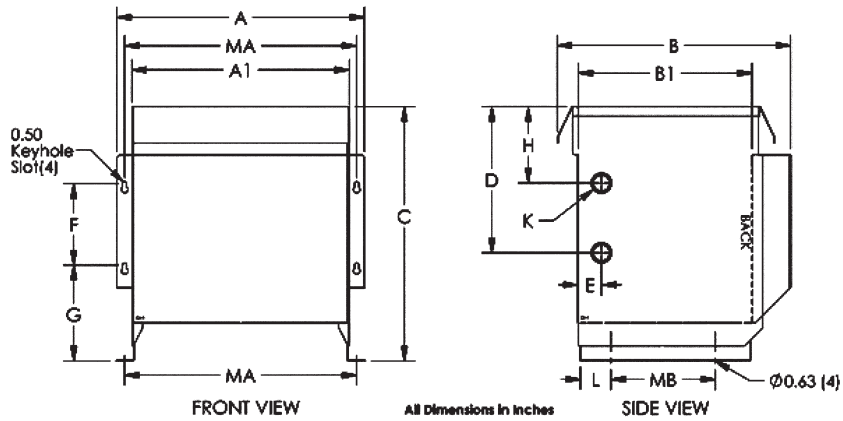 A
MA
A1
0.50
Keyhole
Slot(4)
F
G
C
MA
FRONT VIEW
All Dimensions in Inches
B
B1
H
D
K
E
BACK
L
MB
Ø0.63 (4)
SIDE VIEW